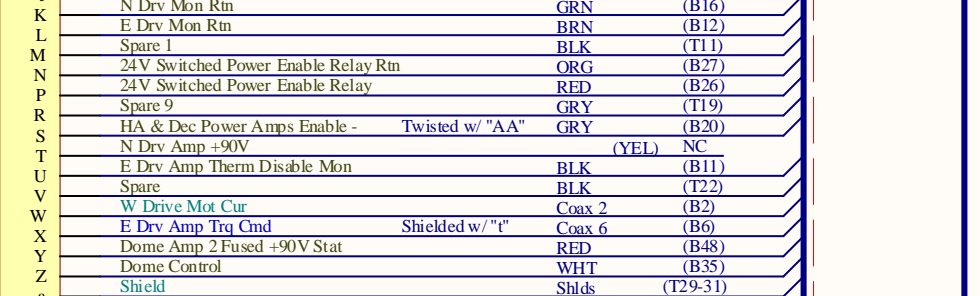 N Drv Mon Rtn GRN (B16)
K
E Drv Mon Rtn BRN (B12)
L
Spare 1 BLK (T11)
M
24V Switched Power Enable Relay Rtn ORG (B27)
N
24V Switched Power Enable Relay RED (B26)
P
Spare 9 GRY (T19)
R
HA & Dec Power Amps Enable - Twisted w/ "AA" GRY (B20)
S
N Drv Amp +90V (YEL) NC
T
E Drv Amp Therm Disable Mon BLK (B11)
U
Spare BLK (T22)
V
W Drive Mot Cur Coax 2 (B2)
W
E Drv Amp Trq Cmd Shielded w/ "t" Coax 6 (B6)
X
Dome Amp 2 Fused +90V Stat RED (B48)
Y
Dome Control WHT (B35)
Z
Shield Shlds (T29-31)